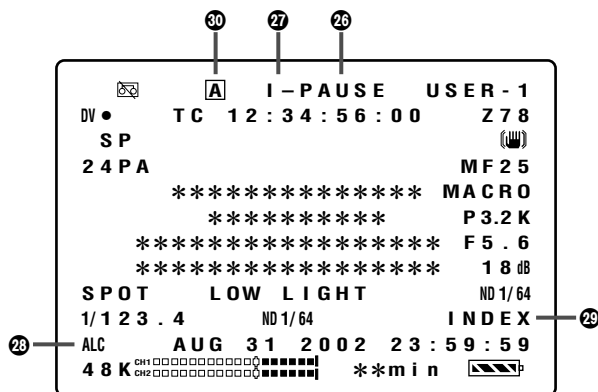 ㉚ ㉗ ㉖
A I–PAUSE USER-1
DV ● TC 12:34:56:00 Z78
SP
24PA MF25
************** MACRO
********** P3.2K
***************** F5.6
***************** 18dB
SPOT LOW LIGHT ND1/64
1/123.4 ND1/64 INDEX ㉙
㉘ ALC AUG 31 2002 23:59:59
48K CH1
CH2 **min